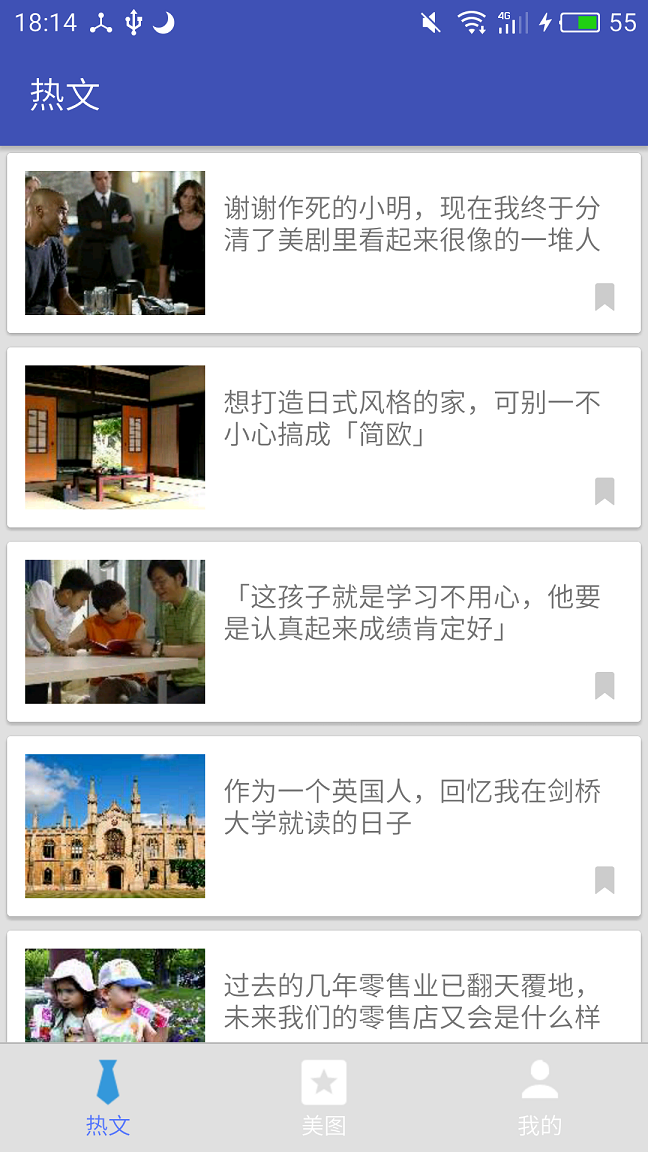 18:14 4G 55
热文
谢谢作死的小明，现在我终于分
清了美剧里看起来很像的一堆人
想打造日式风格的家，可别一不
小心搞成「简欧」
「这孩子就是学习不用心，他要
是认真起来成绩肯定好」
作为一个英国人，回忆我在剑桥
大学就读的日子
过去的几年零售业已翻天覆地，
未来我们的零售店又会是什么样
热文 美图 我的